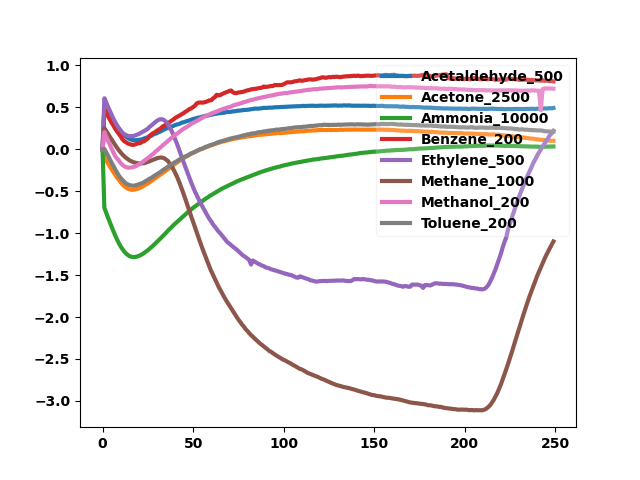 1.0
0.5
0.0
−0.5
−1.0
−1.5
−2.0
−2.5
−3.0
0
50
100
150
200
250
Acetaldehyde_500
Acetone_2500
Ammonia_10000
Benzene_200
Ethylene_500
Methane_1000
Methanol_200
Toluene_200